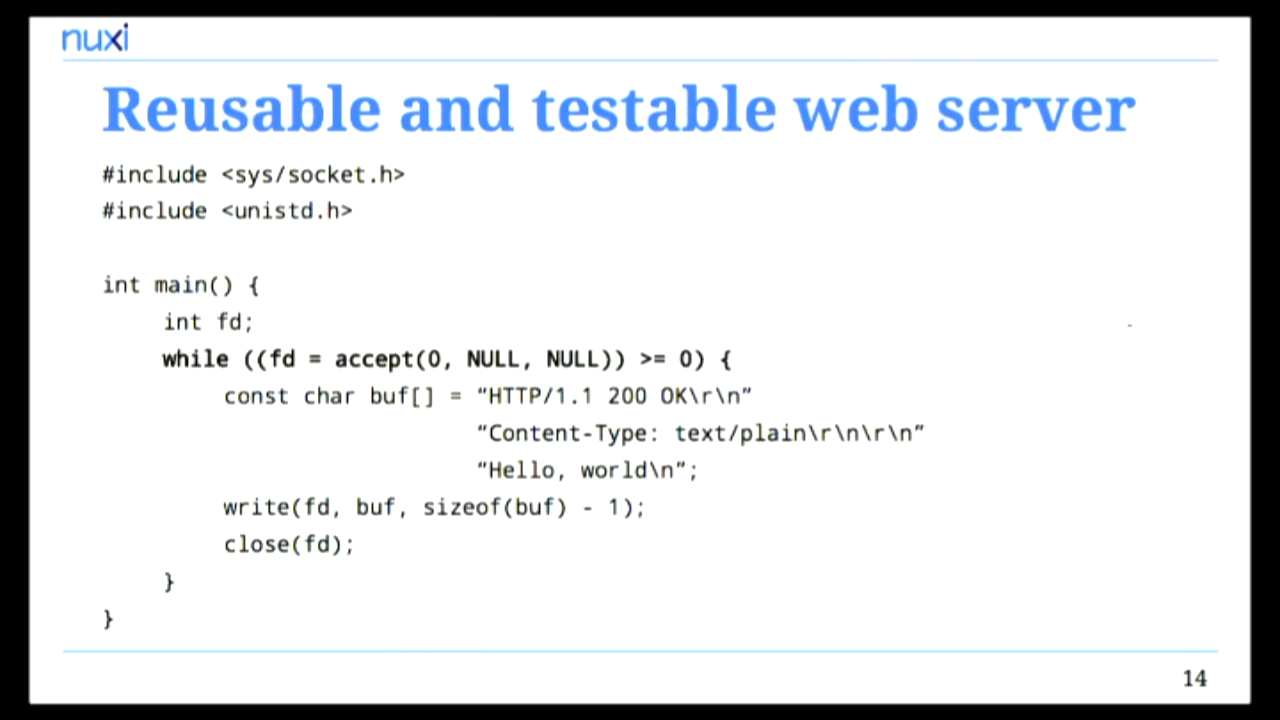 nuxi
Reusable and testable web server
#include <sys/socket.h>
#include <unistd.h>
int main() {
int fd;
while ((fd = accept(0, NULL, NULL)) >= 0) {
const char buf[] = “HTTP/1.1 200 OK\r\n”
“Content-Type: text/plain\r\n\r\n”
“Hello, world\n”;
write(fd, buf, sizeof(buf) - 1);
close(fd);
}
}
14